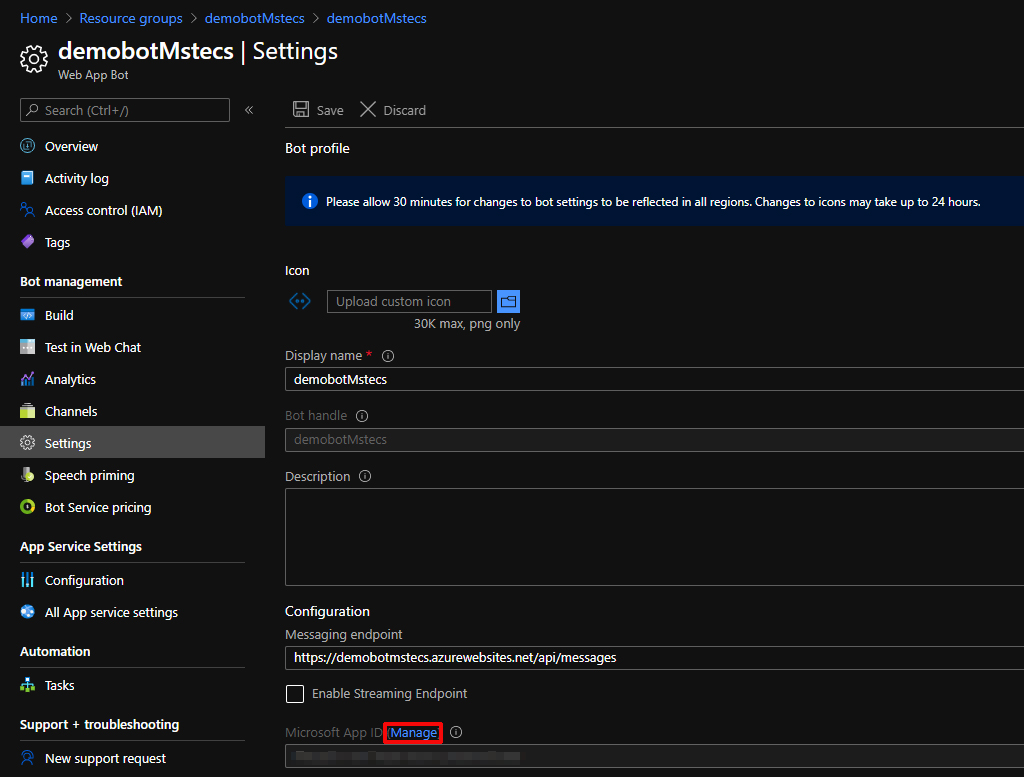 Home > Resource groups > demobotMstecs > demobotMstecs
demobotMstecs | Settings
Web App Bot
Search (Ctrl+/)
«
Overview
Activity log
Access control (IAM)
Tags
Bot management
Build
Test in Web Chat
Analytics
Channels
Settings
Speech priming
Bot Service pricing
App Service Settings
Configuration
All App service settings
Automation
Tasks
Support + troubleshooting
New support request
Save Discard
Bot profile
Please allow 30 minutes for changes to bot settings to be reflected in all regions. Changes to icons may take up to 24 hours.
Icon
Upload custom icon
30K max, png only
Display name *
demobotMstecs
Bot handle
demobotMstecs
Description
Configuration
Messaging endpoint
https://demobotmstecs.azurewebsites.net/api/messages
Enable Streaming Endpoint
Microsoft App ID (Manage)